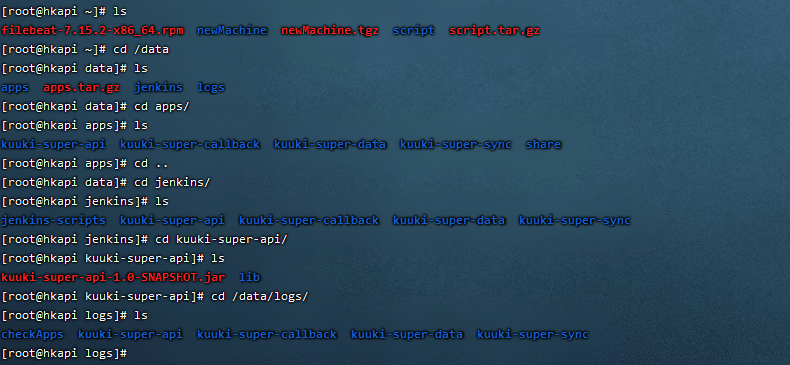 [root@hkapi ~]# ls
filebeat-7.15.2-x86_64.rpm  newMachine  newMachine.tgz  script  script.tar.gz
[root@hkapi ~]# cd /data
[root@hkapi data]# ls
apps  apps.tar.gz  jenkins  logs
[root@hkapi data]# cd apps/
[root@hkapi apps]# ls
kuuki-super-api  kuuki-super-callback  kuuki-super-data  kuuki-super-sync  share
[root@hkapi apps]# cd ..
[root@hkapi data]# cd jenkins/
[root@hkapi jenkins]# ls
jenkins-scripts  kuuki-super-api  kuuki-super-callback  kuuki-super-data  kuuki-super-sync
[root@hkapi jenkins]# cd kuuki-super-api/
[root@hkapi kuuki-super-api]# ls
kuuki-super-api-1.0-SNAPSHOT.jar  lib
[root@hkapi kuuki-super-api]# cd /data/logs/
[root@hkapi logs]# ls
checkApps  kuuki-super-api  kuuki-super-callback  kuuki-super-data  kuuki-super-sync
[root@hkapi logs]#